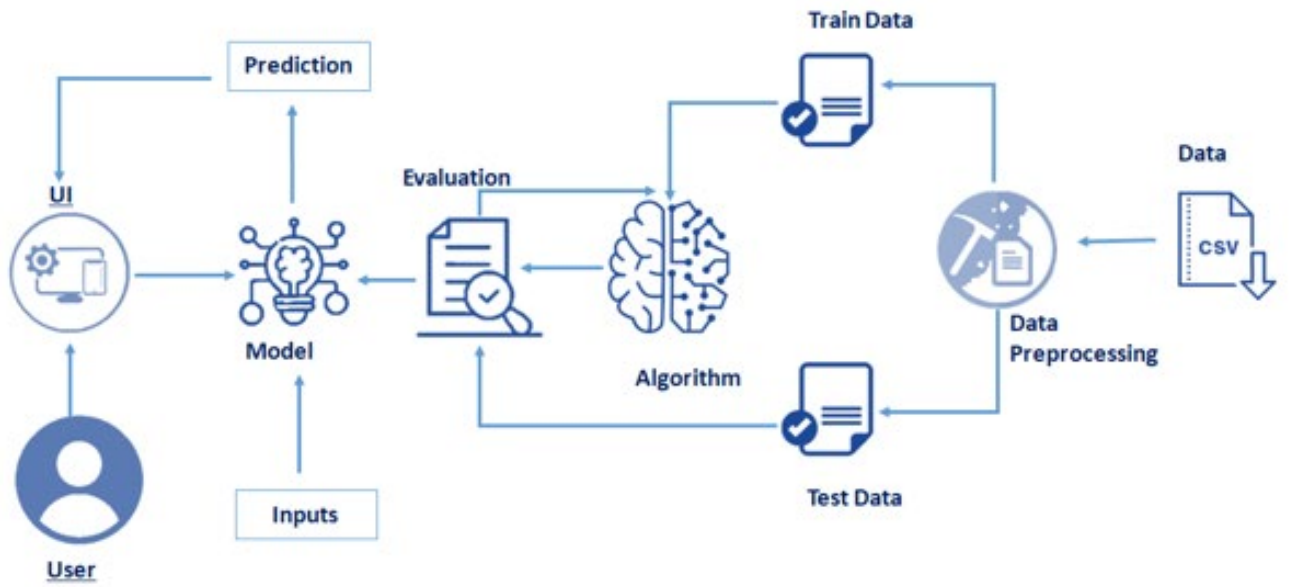 Train Data
Prediction
Data
Evaluation
UI
CSV
Data
Preprocessing
Model
Algorithm
Test Data
Inputs
User